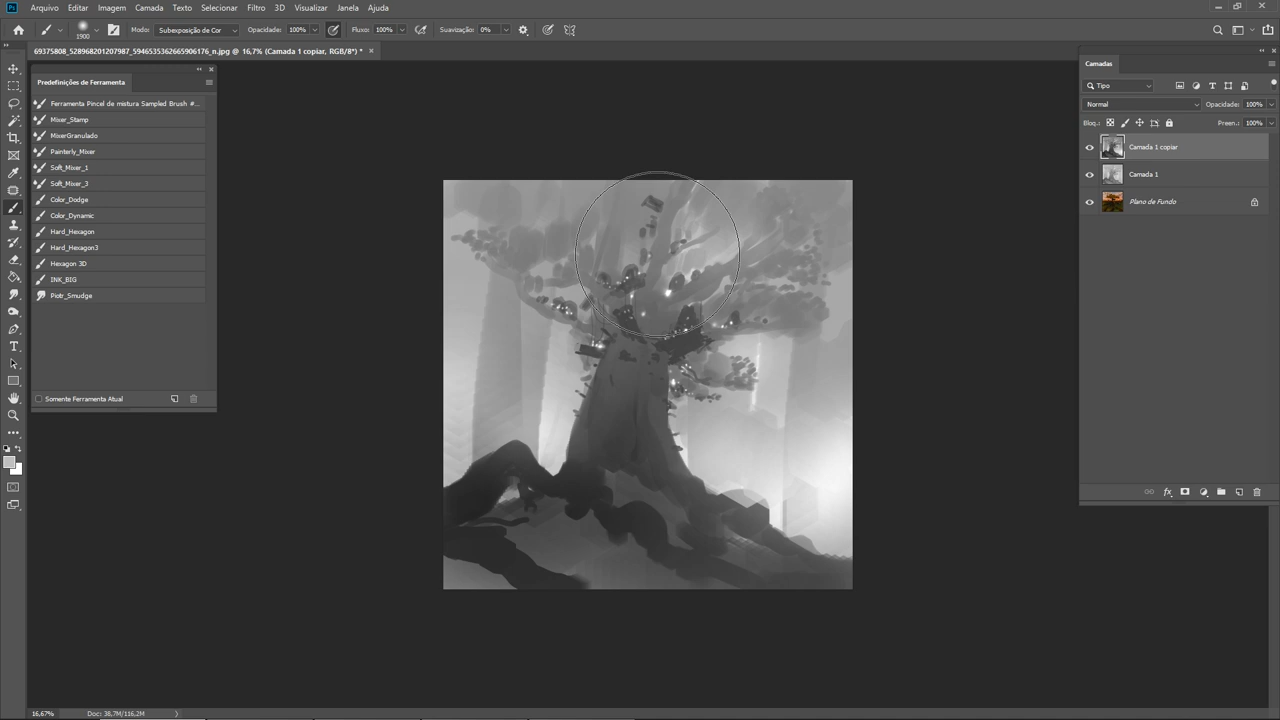 Ps Arquivo Editar Imagem Camada Texto Selecionar Filtro 3D Visualizar Janela Ajuda
1900 Modo: Subexposição de Cor Opacidade: 100% Fluxo: 100% Suavização: 0%
69375808_528968201207987_5946535362665906176_n.jpg @ 16,7% (Camada 1 copiar, RGB/8*) *
Predefinições de Ferramenta
Ferramenta Pincel de mistura Sampled Brush #...
Mixer_Stamp
MixerGranulado
Painterly_Mixer
Soft_Mixer_1
Soft_Mixer_3
Color_Dodge
Color_Dynamic
Hard_Hexagon
Hard_Hexagon3
Hexagon 3D
INK_BIG
Piotr_Smudge
Somente Ferramenta Atual
Camadas
Tipo
Normal Opacidade: 100%
Bloq.: Preen.: 100%
Camada 1 copiar
Camada 1
Plano de Fundo
fx
16,67% Doc: 38,7M/116,2M